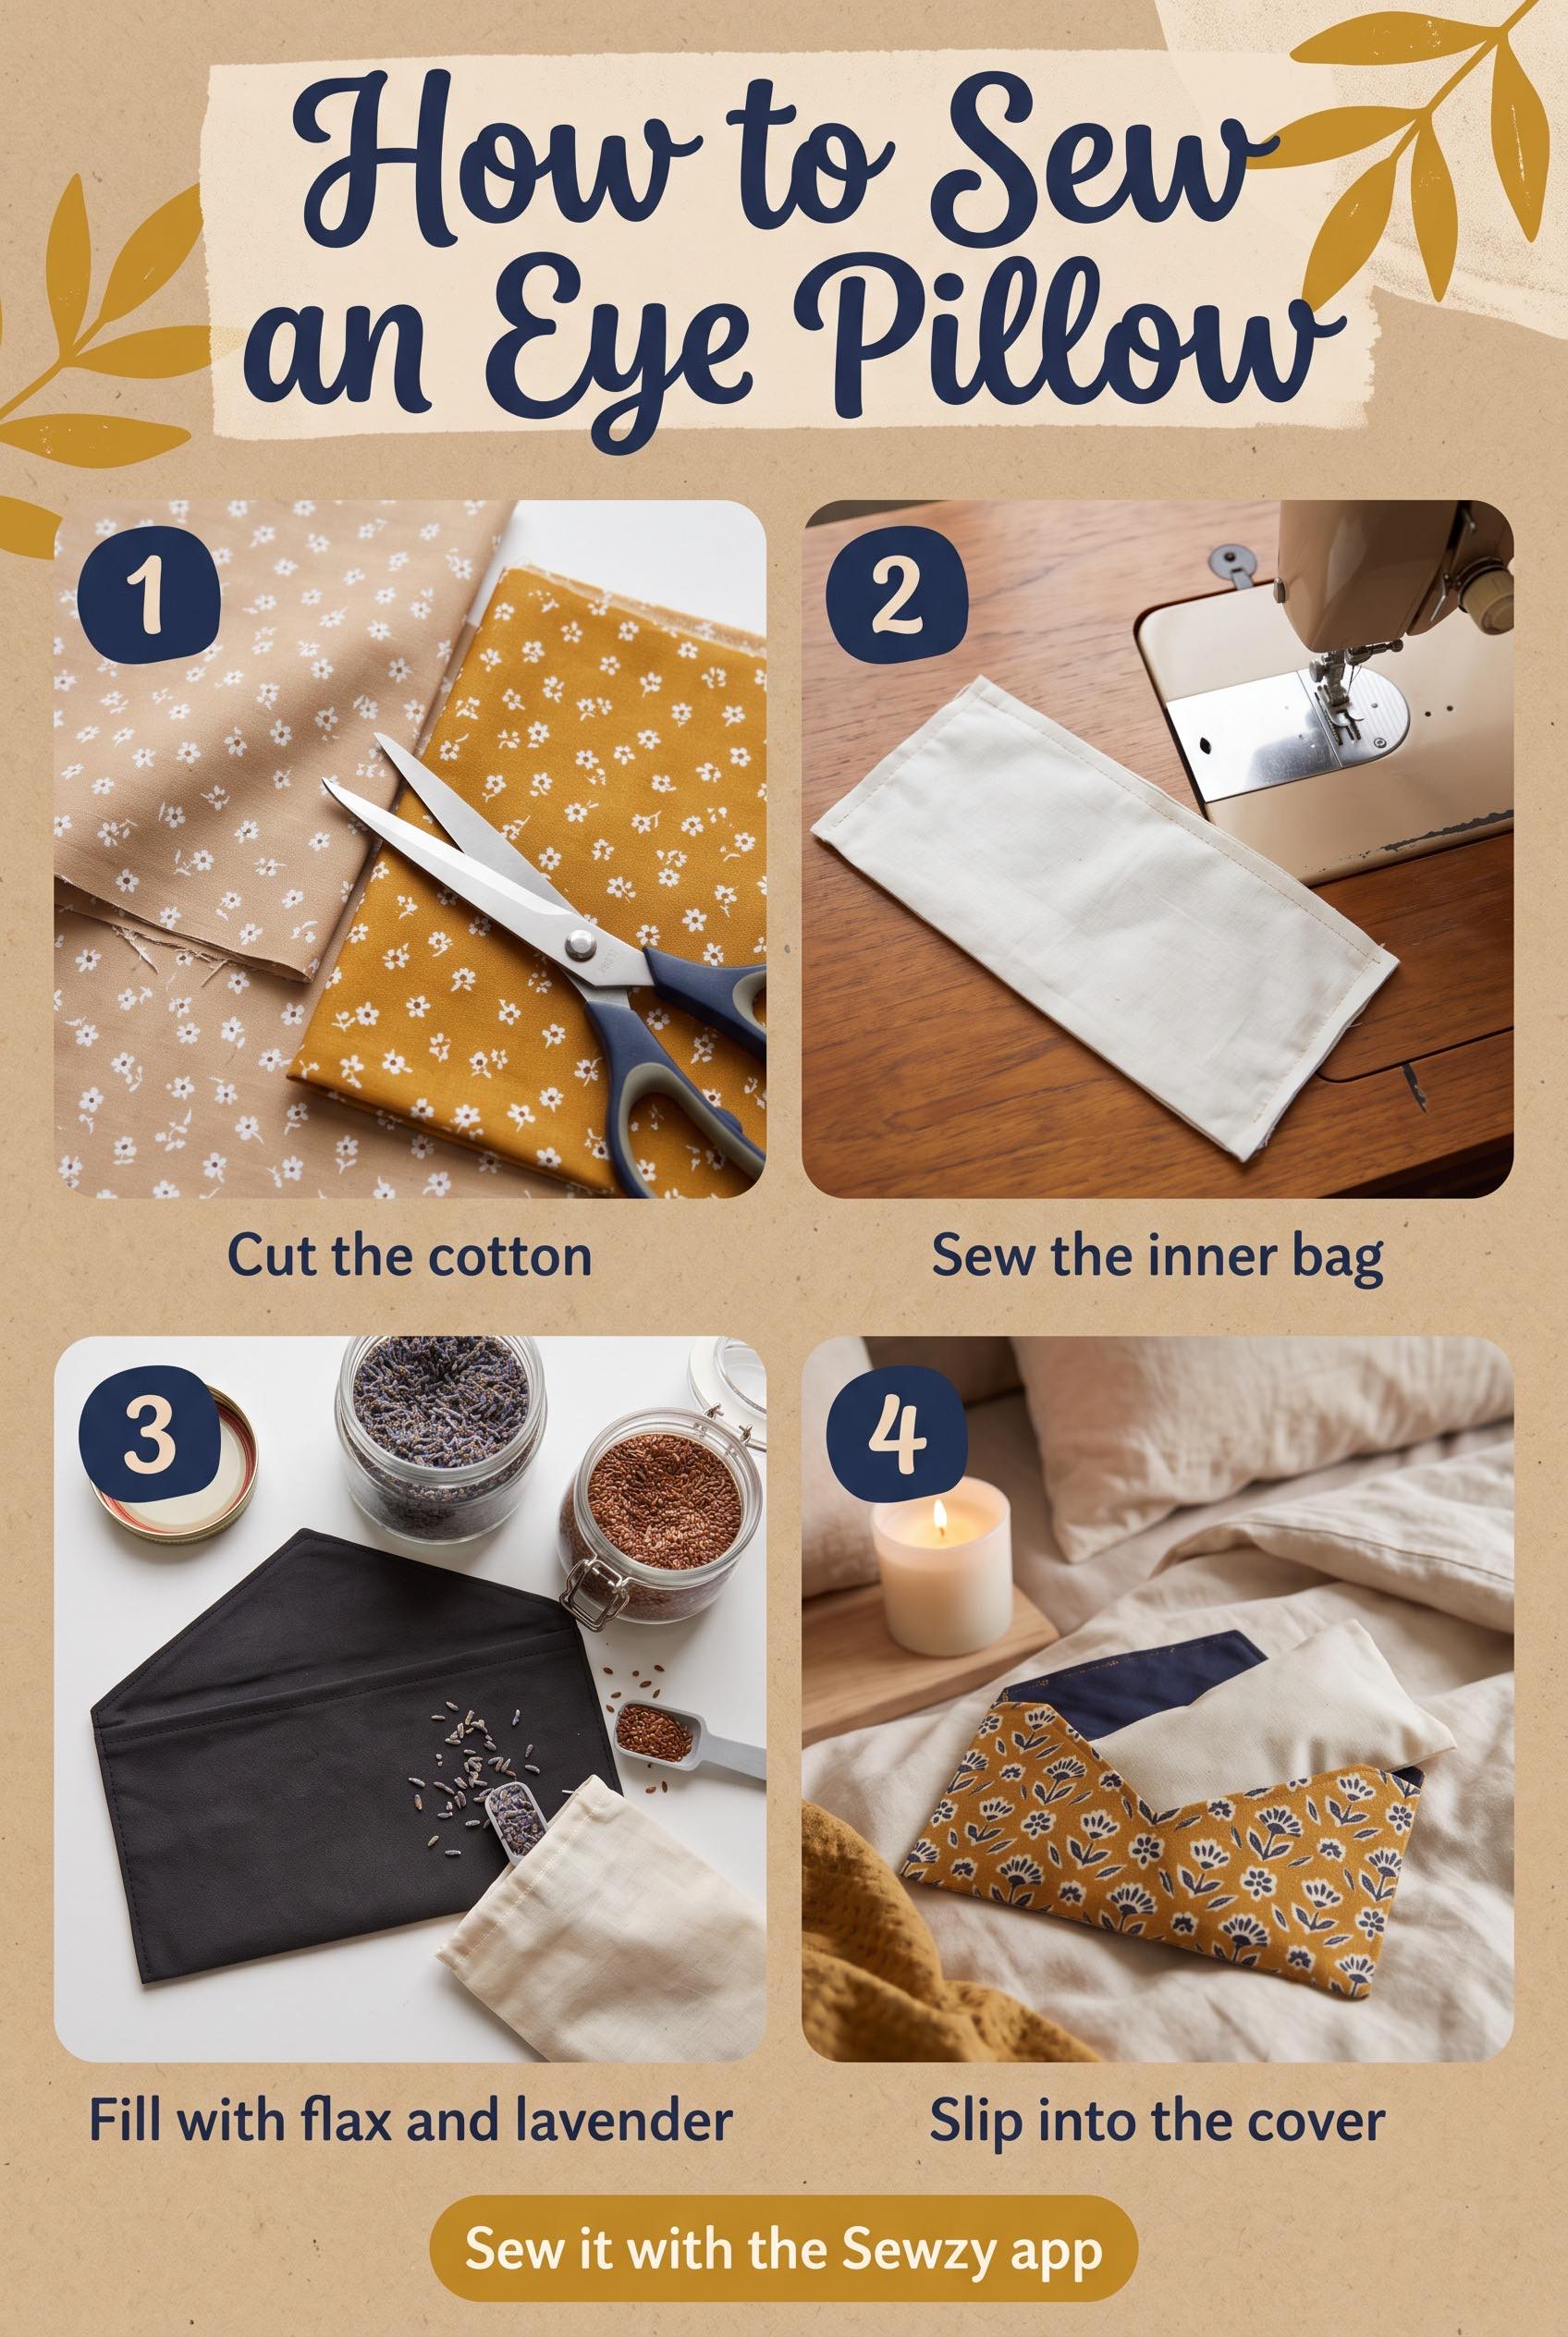 How to Sew
an Eye Pillow
1
2
Cut the cotton
Sew the inner bag
3
4
Fill with flax and lavender
Slip into the cover
Sew it with the Sewzy app